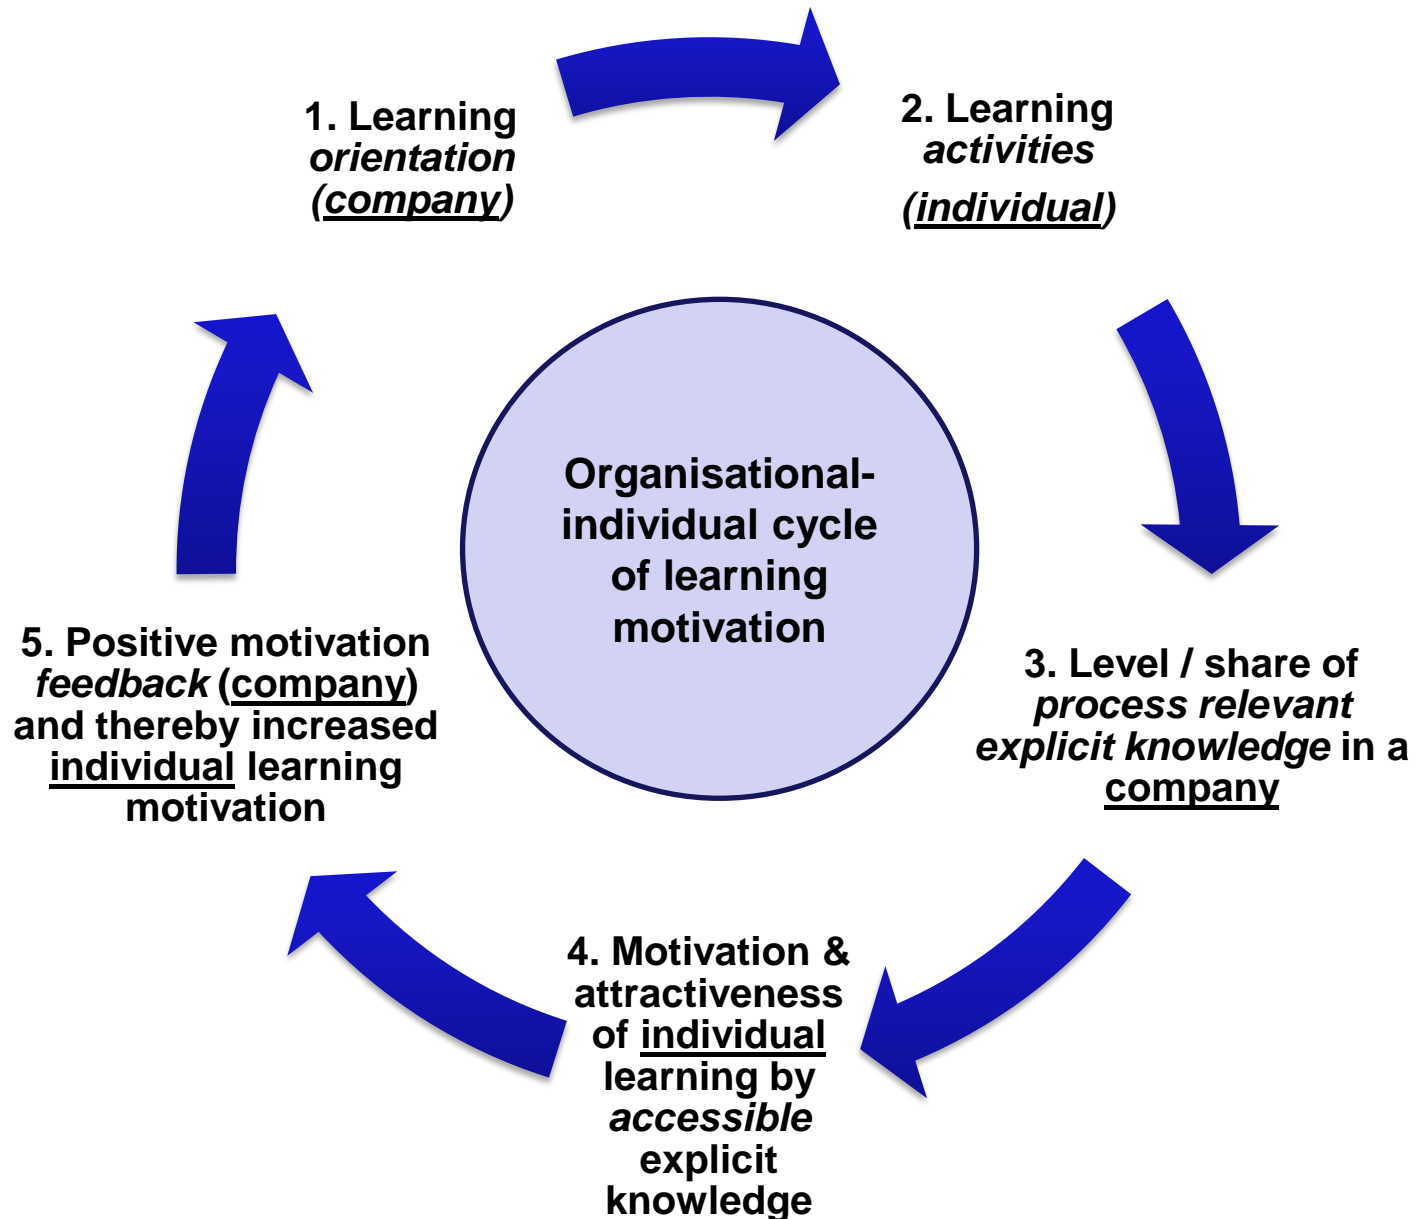 1. Learning
orientation
(company)
2. Learning
activities
(individual)
Organisational-
individual cycle
of learning
motivation
3. Level / share of
process relevant
explicit knowledge in a
company
4. Motivation &
attractiveness
of individual
learning by
accessible
explicit
knowledge
5. Positive motivation
feedback (company)
and thereby increased
individual learning
motivation